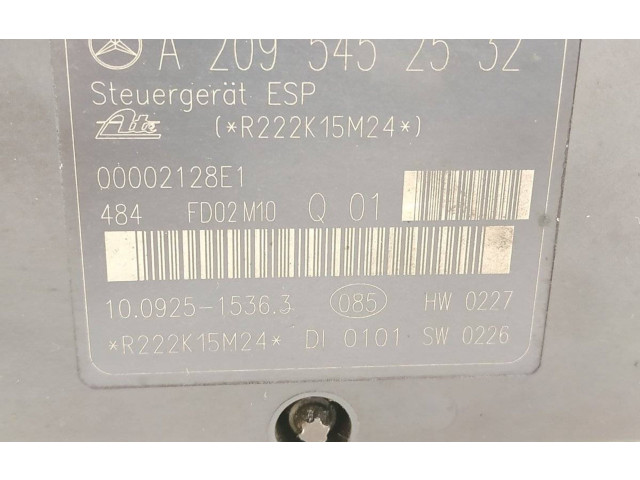 A 209 545 25 32
Steuergerät ESP
Ate (*R222K15M24*)
00002128E1
484 FD02M10 Q 01
10.0925-1536.3 085 HW 0227
*R222K15M24* DI 0101 SW 0226